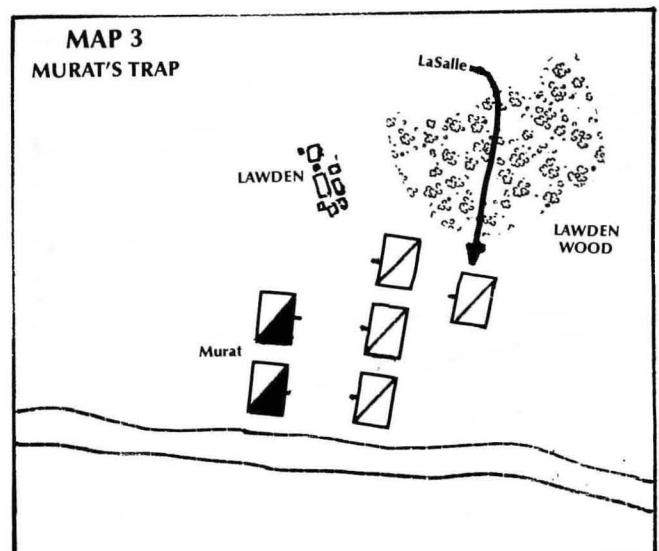 MAP 3
MURAT'S TRAP
LaSalle
LAWDEN
LAWDEN
WOOD
Murat